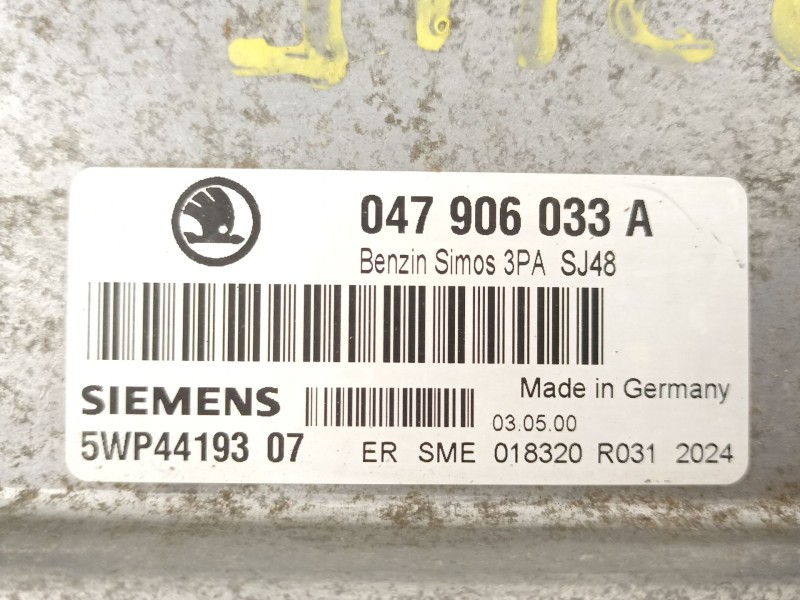 047 906 033 A
Benzin Simos 3PA SJ48
SIEMENS
Made in Germany
03.05.00
5WP44193 07
ER SME 018320 R031 2024